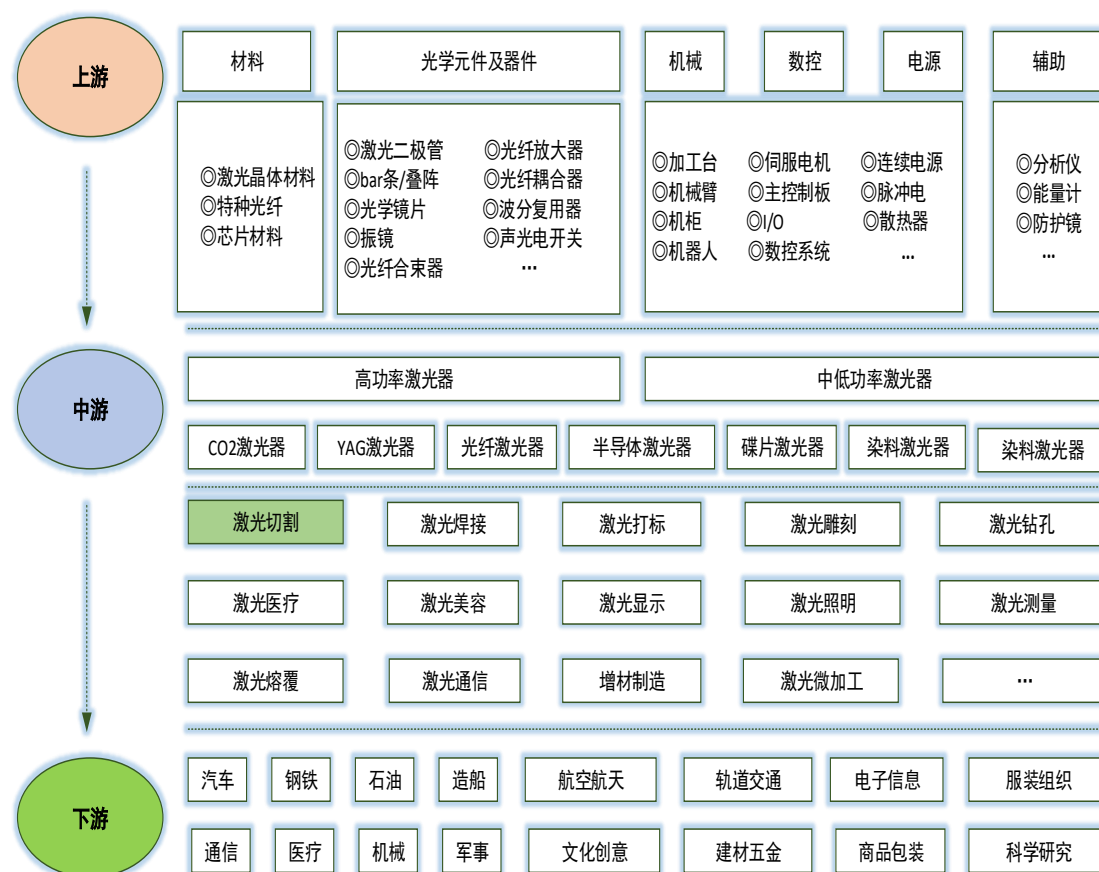 上游
材料
光学元件及器件
机械
数控
电源
辅助
◎激光晶体材料
◎特种光纤
◎芯片材料
◎激光二极管
◎bar条/叠阵
◎光学镜片
◎振镜
◎光纤合束器
◎光纤放大器
◎光纤耦合器
◎波分复用器
◎声光电开关
…
◎加工台
◎机械臂
◎机柜
◎机器人
◎伺服电机
◎主控制板
◎I/O
◎数控系统
◎连续电源
◎脉冲电
◎散热器
…
◎分析仪
◎能量计
◎防护镜
…
中游
高功率激光器
中低功率激光器
CO2激光器
YAG激光器
光纤激光器
半导体激光器
碟片激光器
染料激光器
染料激光器
激光切割
激光焊接
激光打标
激光雕刻
激光钻孔
激光医疗
激光美容
激光显示
激光照明
激光测量
激光熔覆
激光通信
增材制造
激光微加工
…
下游
汽车
钢铁
石油
造船
航空航天
轨道交通
电子信息
服装组织
通信
医疗
机械
军事
文化创意
建材五金
商品包装
科学研究